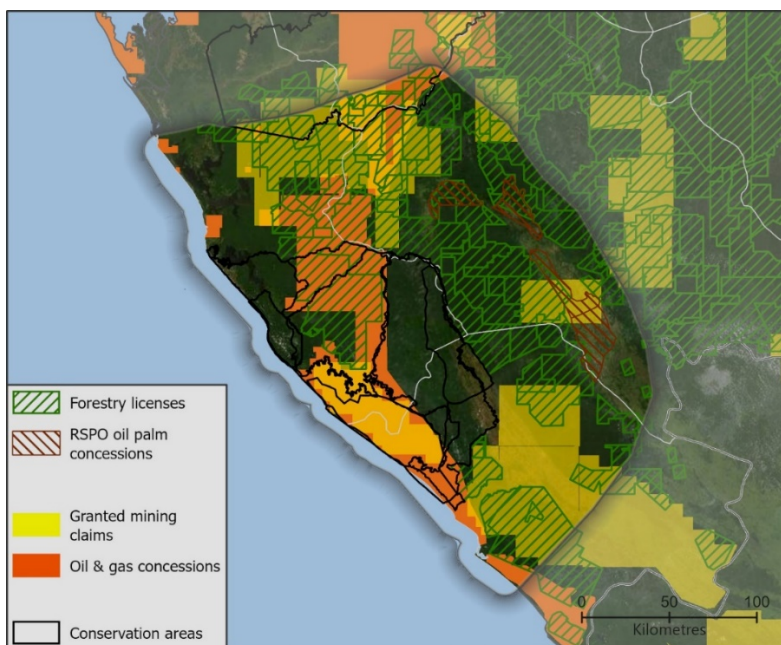 Forestry licenses
RSPO oil palm
concessions
Granted mining
claims
Oil & gas concessions
Conservation areas
0 50 100
Kilometres